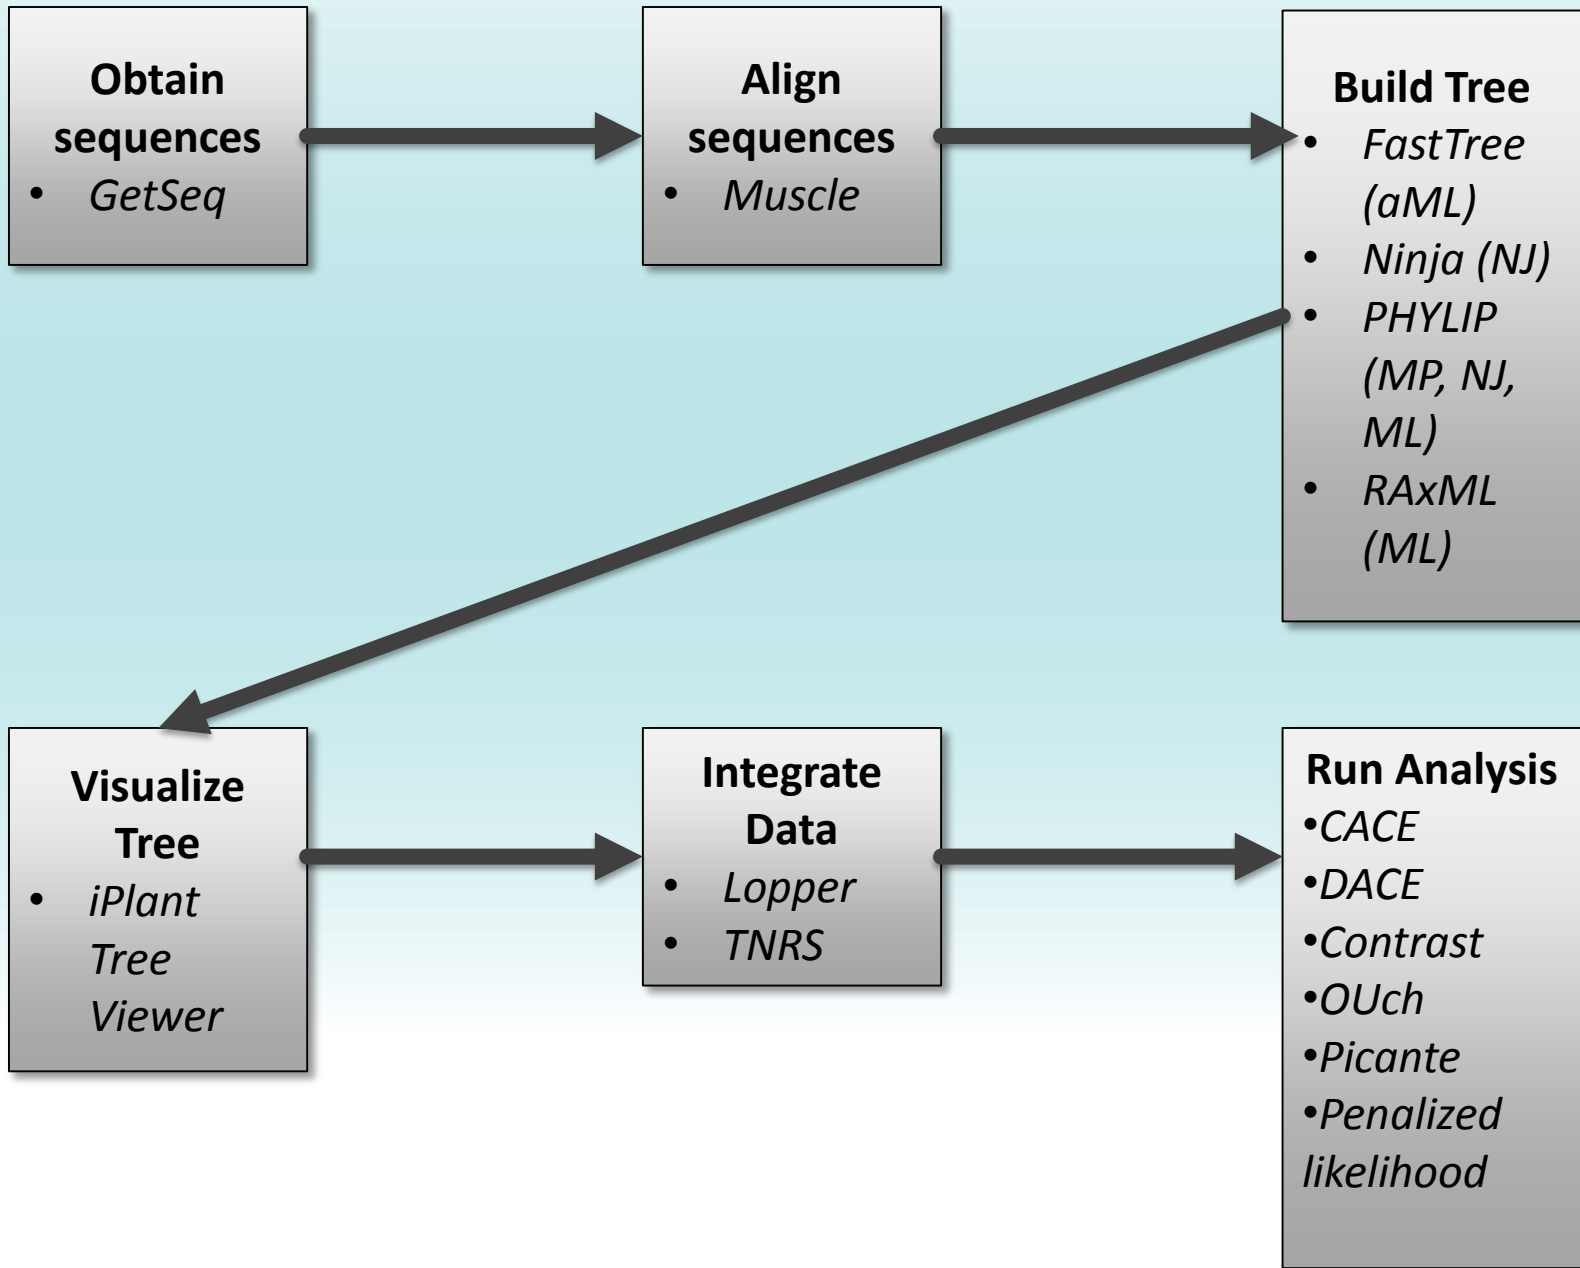 Obtain
sequences
• GetSeq
Align
sequences
• Muscle
Build Tree
• FastTree
(aML)
• Ninja (NJ)
• PHYLIP
(MP, NJ,
ML)
• RAxML
(ML)
Visualize
Tree
• iPlant
Tree
Viewer
Integrate
Data
• Lopper
• TNRS
Run Analysis
•CACE
•DACE
•Contrast
•OUch
•Picante
•Penalized
likelihood